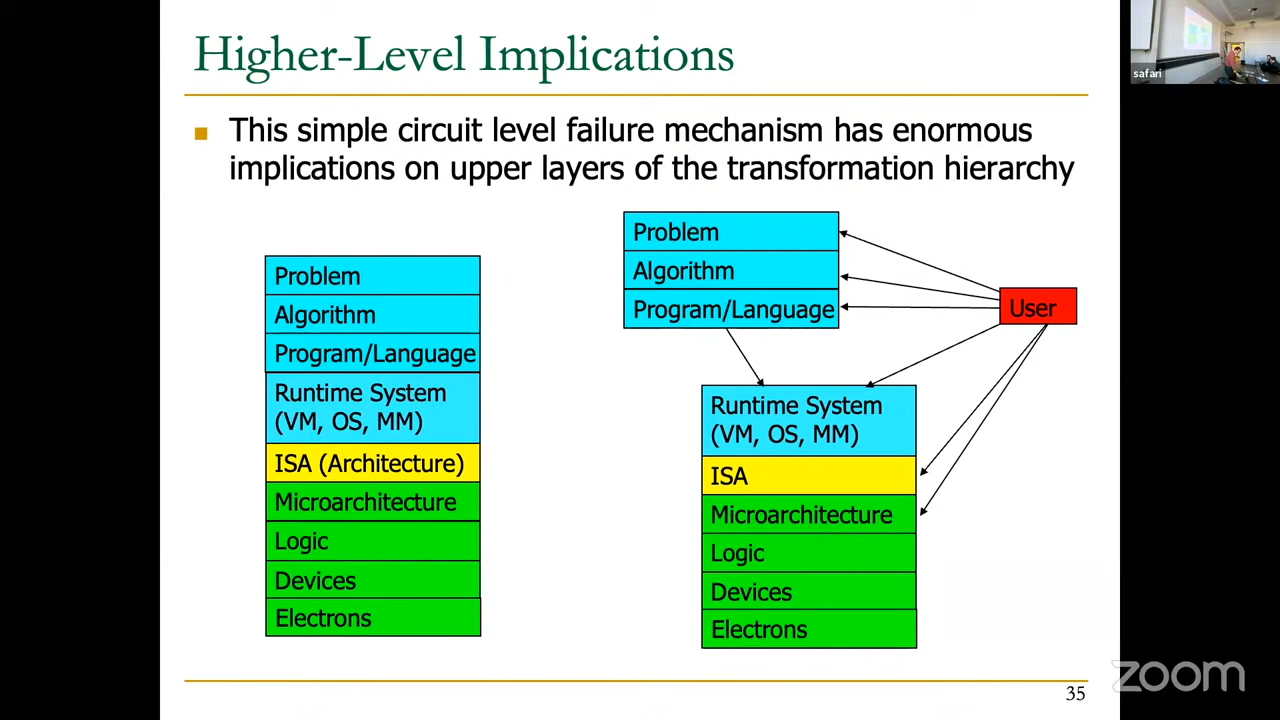 Higher-Level Implications
safari
This simple circuit level failure mechanism has enormous
implications on upper layers of the transformation hierarchy
Problem
Algorithm
Program/Language
Runtime System
(VM, OS, MM)
ISA (Architecture)
Microarchitecture
Logic
Devices
Electrons
Problem
Algorithm
Program/Language
User
Runtime System
(VM, OS, MM)
ISA
Microarchitecture
Logic
Devices
Electrons
35
zoom